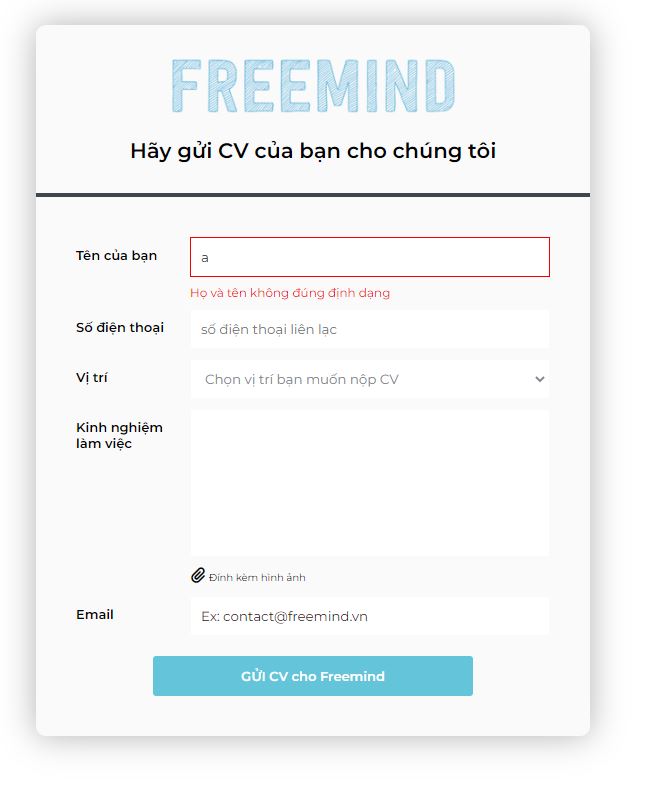 FREEMIND
Hãy gửi CV của bạn cho chúng tôi
Tên của bạn
a
Họ và tên không đúng định dạng
Số điện thoại
số điện thoại liên lạc
Vị trí
Chọn vị trí bạn muốn nộp CV
Kinh nghiệm
làm việc
Đính kèm hình ảnh
Email
Ex: contact@freemind.vn
GỬI CV cho Freemind